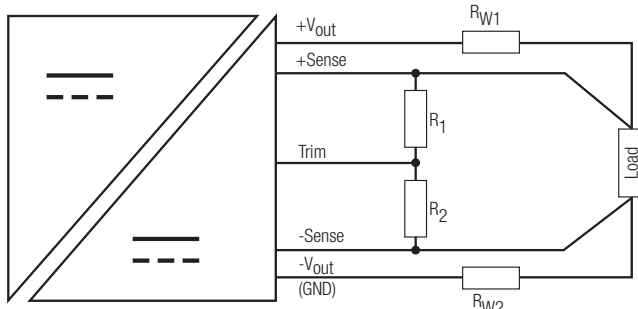 +Vout
RW1
+Sense
R1
Trim
Load
R2
-Sense
-Vout
(GND)
RW2